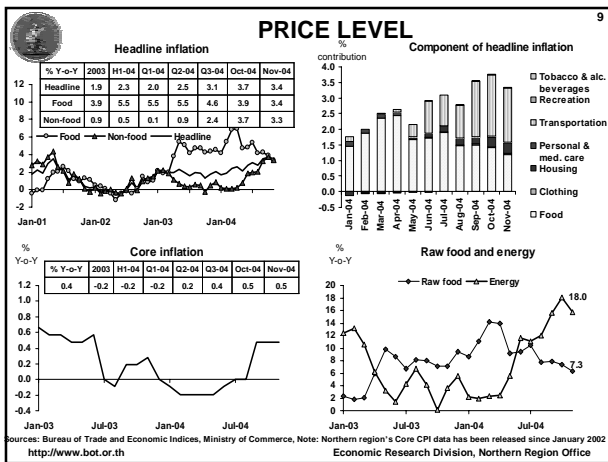 9
PRICE LEVEL
Headline inflation
% Y-o-Y 2003 H1-04 Q1-04 Q2-04 Q3-04 Oct-04 Nov-04
Headline 1.9 2.3 2.0 2.5 3.1 3.7 3.4
Food 3.9 5.5 5.5 5.5 4.6 3.9 3.4
Non-food 0.9 0.5 0.1 0.9 2.4 3.7 3.3
Food Non-food Headline
12
10
8
6
4
2
0
-2
Jan-01 Jan-02 Jan-03 Jan-04
%
contribution
Component of headline inflation
4.0
3.5
3.0
2.5
2.0
1.5
1.0
0.5
0.0
-0.5
Jan-04 Feb-04 Mar-04 Apr-04 May-04 Jun-04 Jul-04 Aug-04 Sep-04 Oct-04 Nov-04
Tobacco & alc. beverages
Recreation
Transportation
Personal & med. care
Housing
Clothing
Food
%
Y-o-Y
Core inflation
% Y-o-Y 2003 H1-04 Q1-04 Q2-04 Q3-04 Oct-04 Nov-04
0.4 -0.2 -0.2 0.2 0.4 0.5 0.5
1.2
1.0
0.8
0.6
0.4
0.2
0.0
-0.2
-0.4
Jan-03 Jul-03 Jan-04 Jul-04
%
Y-o-Y
Raw food and energy
Raw food Energy
20
18
16
14
12
10
8
6
4
2
0
18.0
7.3
Jan-03 Jul-03 Jan-04 Jul-04
Sources: Bureau of Trade and Economic Indices, Ministry of Commerce, Note: Northern region's Core CPI data has been released since January 2002
http://www.bot.or.th Economic Research Division, Northern Region Office